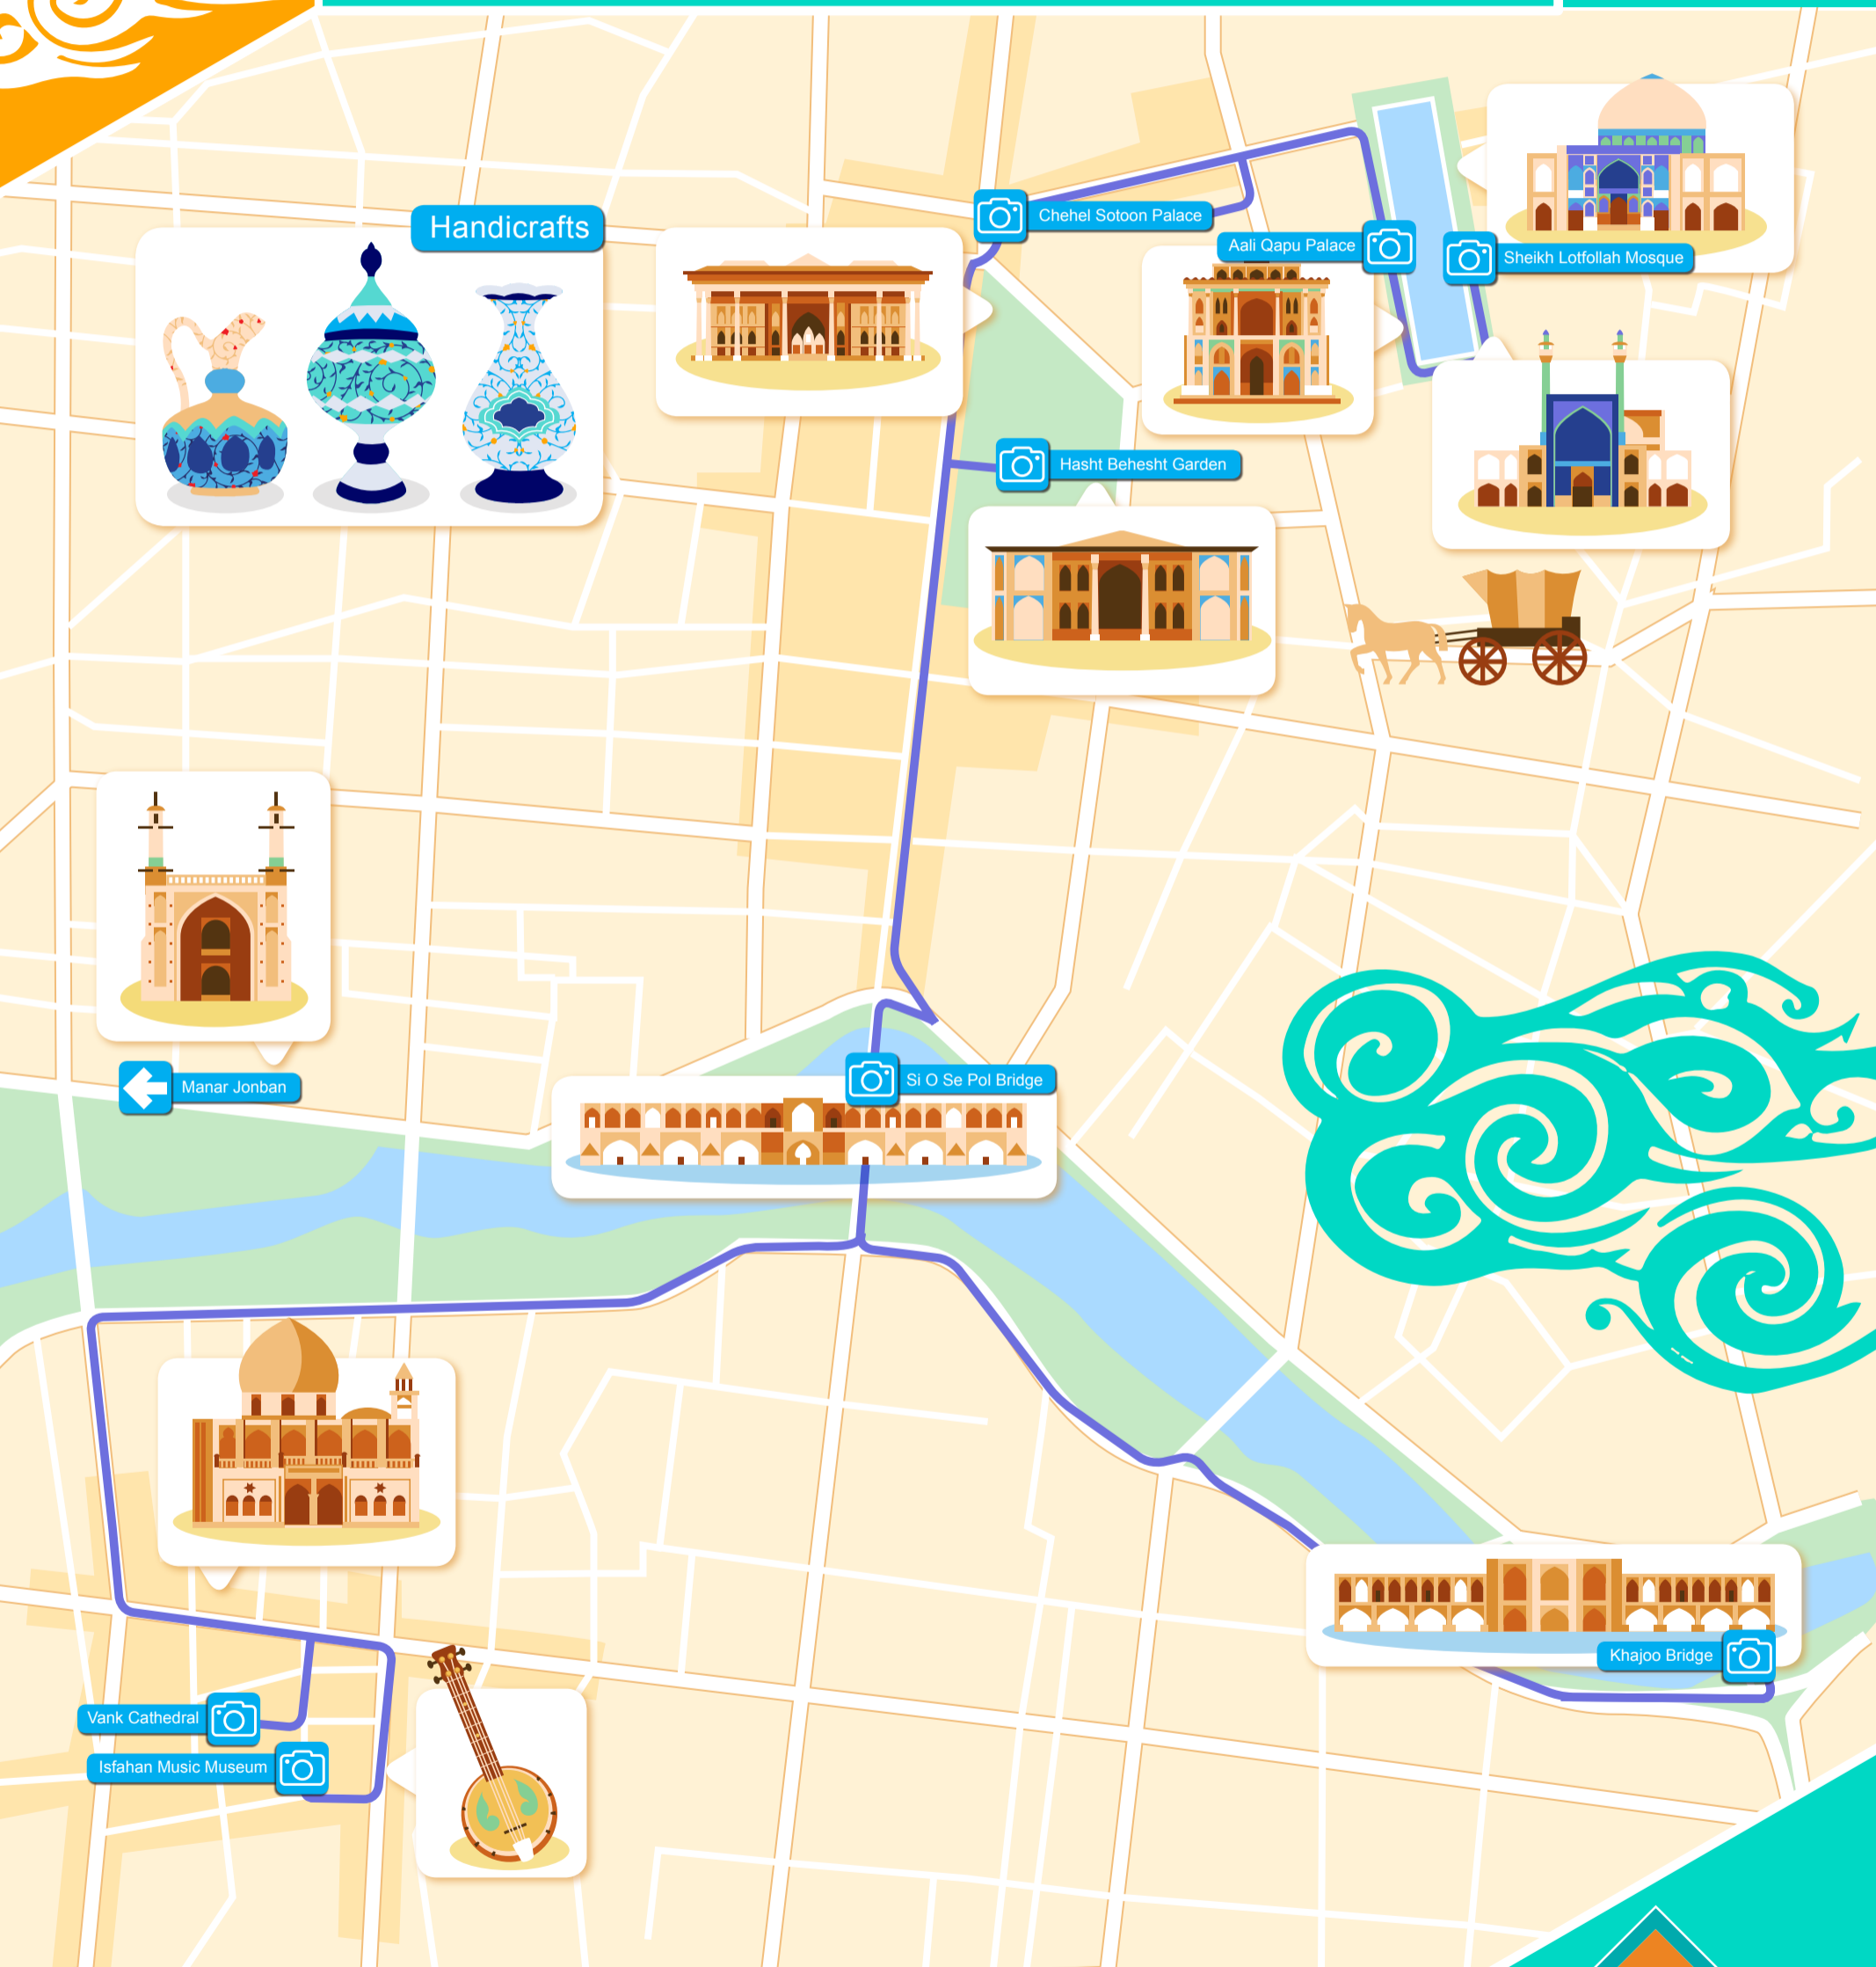 Handicrafts
Chehel Sotoon Palace
Aali Qapu Palace
Sheikh Lotfollah Mosque
Hasht Behesht Garden
Manar Jonban
Si O Se Pol Bridge
Khajoo Bridge
Vank Cathedral
Isfahan Music Museum